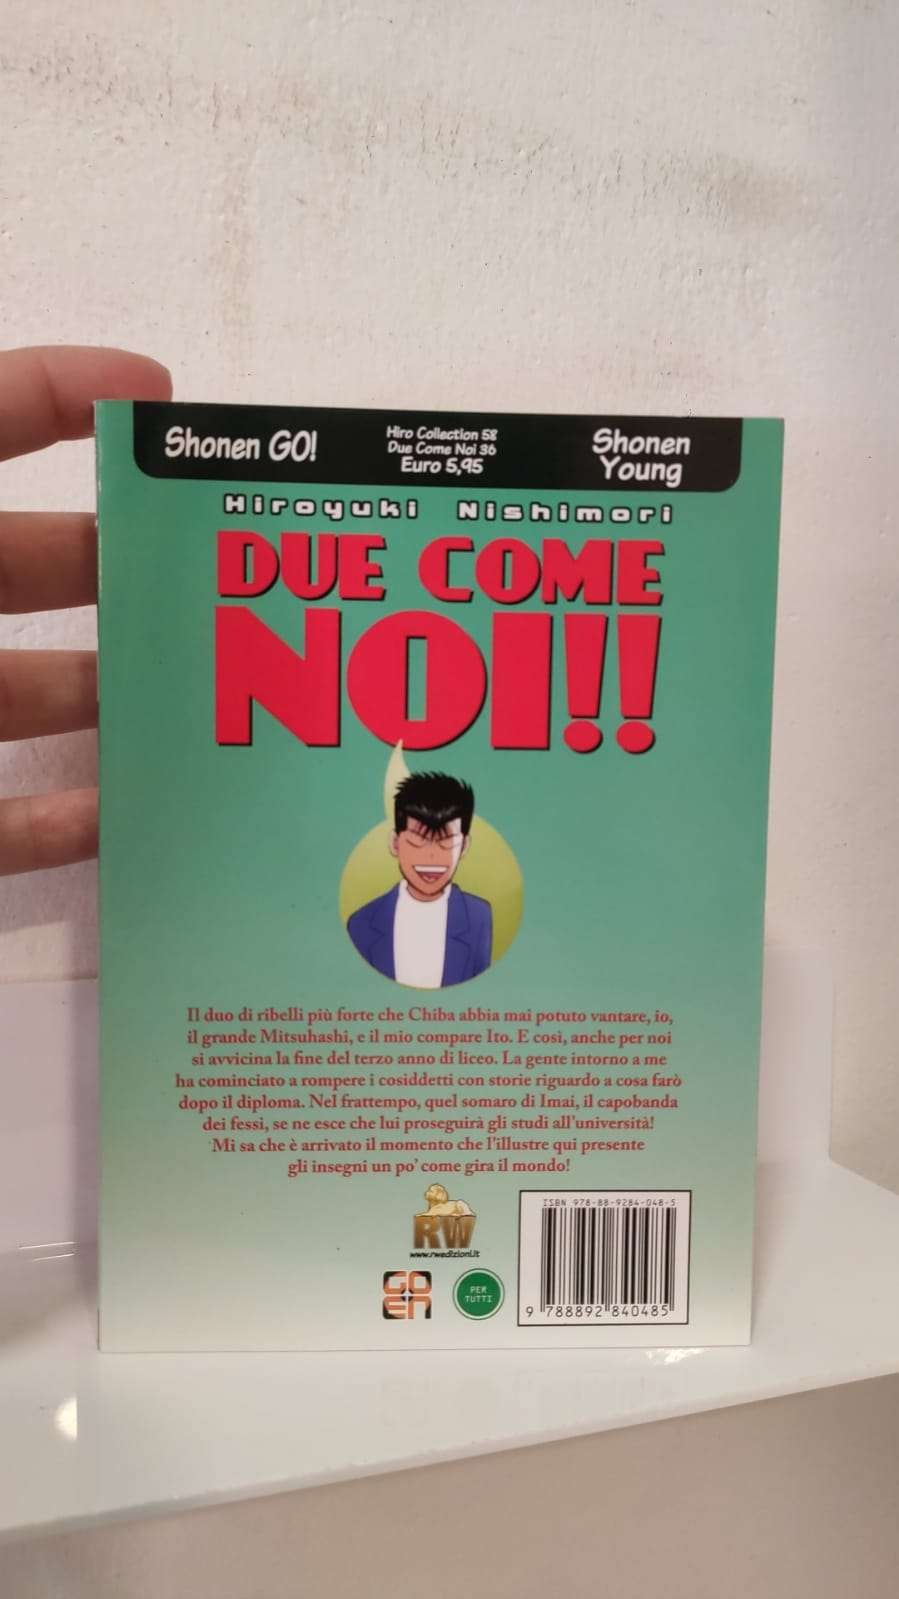 Shonen GO!
Hiro Collection 58
Due Come Noi 36
Euro 5,95
Shonen
Young
Hiroyuki Nishimori
DUE COME
NOI!!
Il duo di ribelli più forte che Chiba abbia mai potuto vantare, io,
il grande Mitsuhashi, e il mio compare Ito. E così, anche per noi
si avvicina la fine del terzo anno di liceo. La gente intorno a me
ha cominciato a rompere i cosiddetti con storie riguardo a cosa farò
dopo il diploma. Nel frattempo, quel somaro di Imai, il capobanda
dei fessi, se ne esce che lui proseguirà gli studi all'università!
Mi sa che è arrivato il momento che l'illustre qui presente
gli insegni un po' come gira il mondo!
RW
www.rwedizioni.it
GO
EN
PER
TUTTI
ISBN 978-88-9284-048-5
9 788892 840485